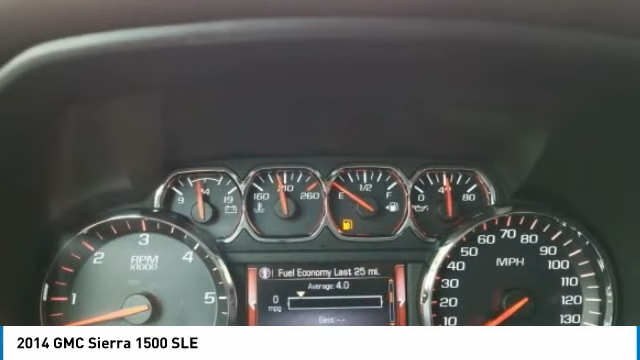 9 14 19
160 210 260
E 1/2 F
0 40 80
1 2 3 4 5
RPM
x1000
Fuel Economy Last 25 mi.
Average: 4.0
0
mpg
Best: -.-
10 20 30 40 50 60 70 80 90 100 110 120 130
MPH
2014 GMC Sierra 1500 SLE